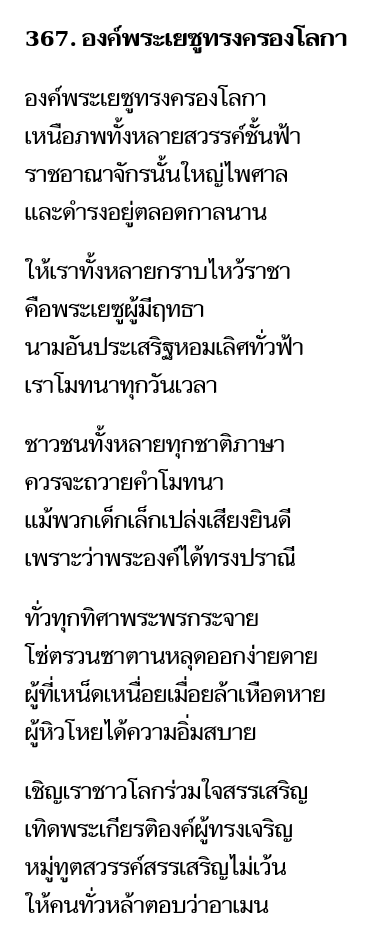 367. องค์พระเยซูทรงครองโลกา
องค์พระเยซูทรงครองโลกา
เหนือภพทั้งหลายสวรรค์ชั้นฟ้า
ราชอาณาจักรนั้นใหญ่ไพศาล
และดำรงอยู่ตลอดกาลนาน
ให้เราทั้งหลายกราบไหว้ราชา
คือพระเยซูผู้มีฤทธา
นามอันประเสริฐหอมเลิศทั่วฟ้า
เราโมทนาทุกวันเวลา
ชาวชนทั้งหลายทุกชาติภาษา
ควรจะถวายคำโมทนา
แม้พวกเด็กเล็กเปล่งเสียงยินดี
เพราะว่าพระองค์ได้ทรงปราณี
ทั่วทุกทิศาพระพรกระจาย
โซ่ตรวนซาตานหลุดออกง่ายดาย
ผู้ที่เหน็ดเหนื่อยเมื่อยล้าเหือดหาย
ผู้หิวโหยได้ความอิ่มสบาย
เชิญเราชาวโลกร่วมใจสรรเสริญ
เทิดพระเกียรติองค์ผู้ทรงเจริญ
หมู่ทูตสวรรค์สรรเสริญไม่เว้น
ให้คนทั่วหล้าตอบว่าอาเมน